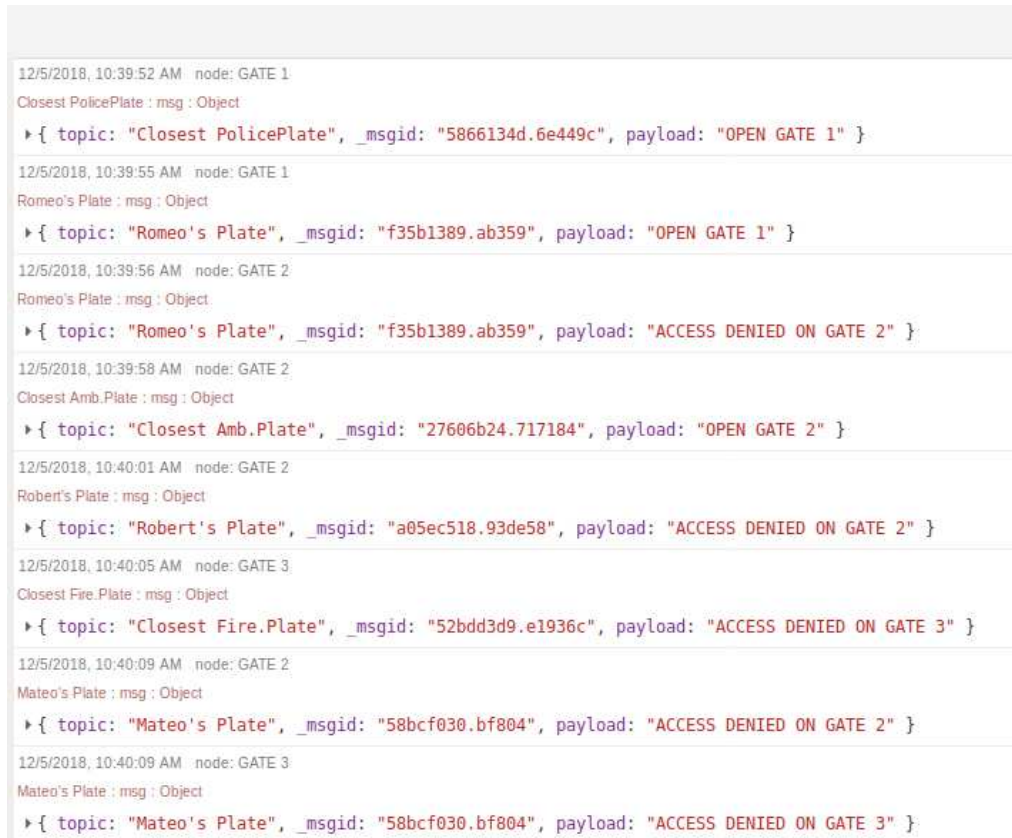 12/5/2018, 10:39:52 AM node: GATE 1
Closest PolicePlate : msg : Object
{ topic: "Closest PolicePlate", _msgid: "5866134d.6e449c", payload: "OPEN GATE 1" }
12/5/2018, 10:39:55 AM node: GATE 1
Romeo's Plate : msg : Object
{ topic: "Romeo's Plate", _msgid: "f35b1389.ab359", payload: "OPEN GATE 1" }
12/5/2018, 10:39:56 AM node: GATE 2
Romeo's Plate : msg : Object
{ topic: "Romeo's Plate", _msgid: "f35b1389.ab359", payload: "ACCESS DENIED ON GATE 2" }
12/5/2018, 10:39:58 AM node: GATE 2
Closest Amb.Plate : msg : Object
{ topic: "Closest Amb.Plate", _msgid: "27606b24.717184", payload: "OPEN GATE 2" }
12/5/2018, 10:40:01 AM node: GATE 2
Robert's Plate : msg : Object
{ topic: "Robert's Plate", _msgid: "a05ec518.93de58", payload: "ACCESS DENIED ON GATE 2" }
12/5/2018, 10:40:05 AM node: GATE 3
Closest Fire.Plate : msg : Object
{ topic: "Closest Fire.Plate", _msgid: "52bdd3d9.e1936c", payload: "ACCESS DENIED ON GATE 3" }
12/5/2018, 10:40:09 AM node: GATE 2
Mateo's Plate : msg : Object
{ topic: "Mateo's Plate", _msgid: "58bcf030.bf804", payload: "ACCESS DENIED ON GATE 2" }
12/5/2018, 10:40:09 AM node: GATE 3
Mateo's Plate : msg : Object
{ topic: "Mateo's Plate", _msgid: "58bcf030.bf804", payload: "ACCESS DENIED ON GATE 3" }